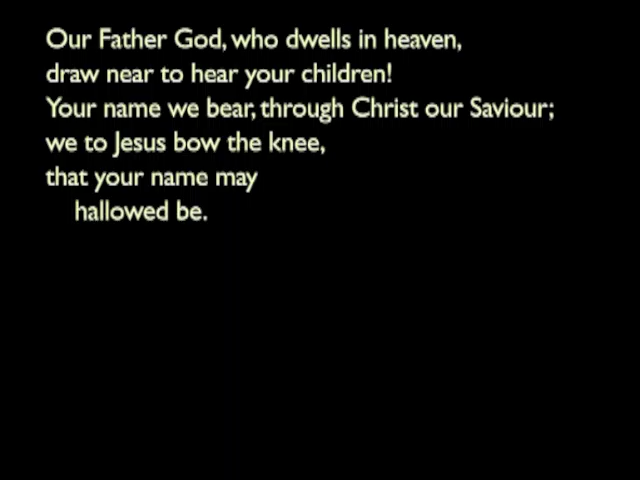 Our Father God, who dwells in heaven,
draw near to hear your children!
Your name we bear, through Christ our Saviour;
we to Jesus bow the knee,
that your name may
hallowed be.